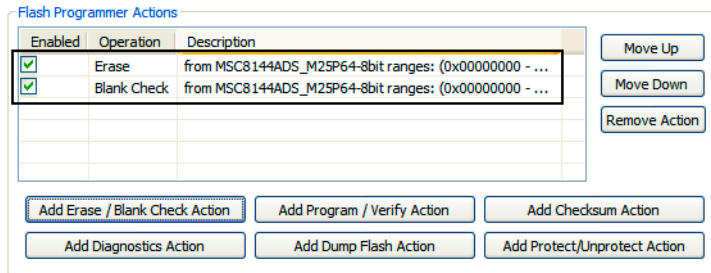 Flash Programmer Actions
Enabled Operation Description
Erase from MSC8144ADS_M25P64-8bit ranges: (0x00000000 - ...
Blank Check from MSC8144ADS_M25P64-8bit ranges: (0x00000000 - ...
Move Up
Move Down
Remove Action
Add Erase / Blank Check Action Add Program / Verify Action Add Checksum Action
Add Diagnostics Action Add Dump Flash Action Add Protect/Unprotect Action